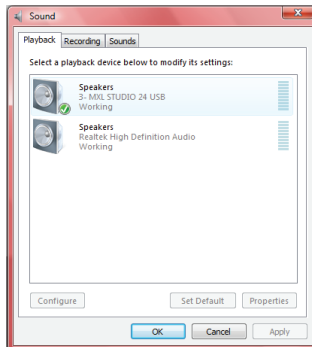 Sound
Playback Recording Sounds
Select a playback device below to modify its settings:
Speakers
3- MXL STUDIO 24 USB
Working
Speakers
Realtek High Definition Audio
Working
Configure Set Default Properties
OK Cancel Apply